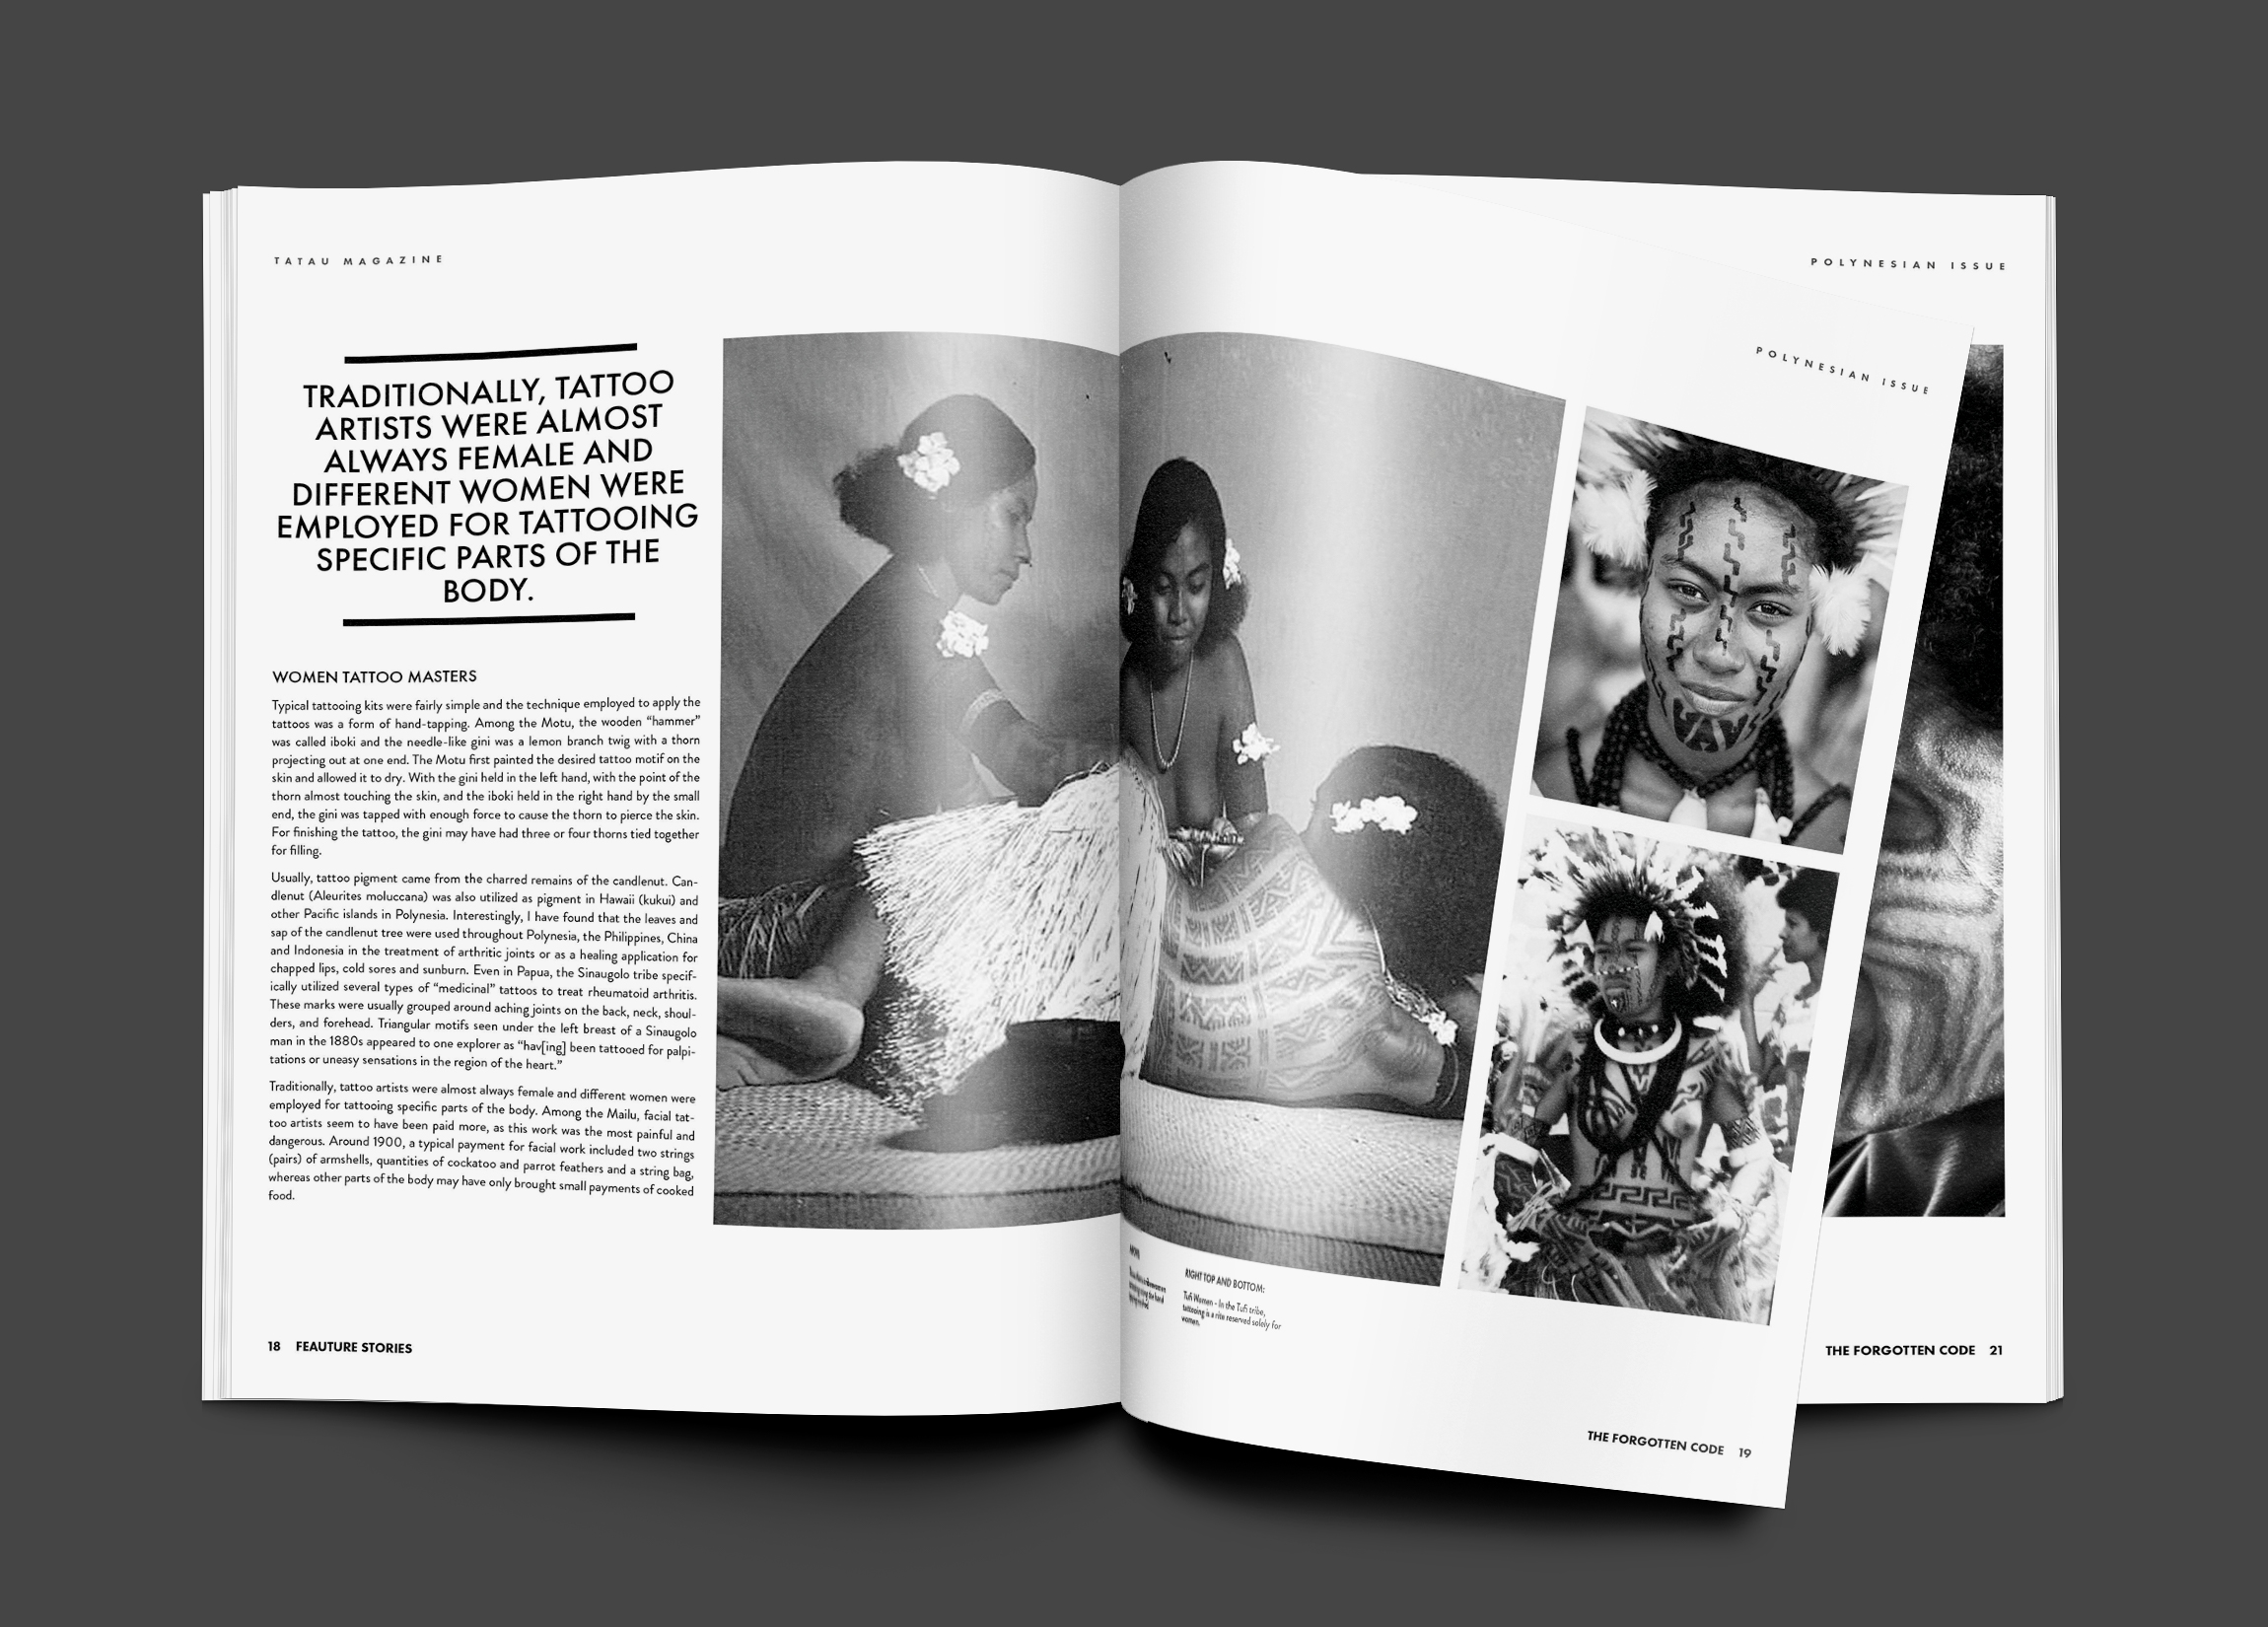 TATAU MAGAZINE
TRADITIONALLY, TATTOO
ARTISTS WERE ALMOST
ALWAYS FEMALE AND
DIFFERENT WOMEN WERE
EMPLOYED FOR TATTOOING
SPECIFIC PARTS OF THE
BODY.
WOMEN TATTOO MASTERS
Typical tattooing kits were fairly simple and the technique employed to apply the
tattoos was a form of hand-tapping. Among the Motu, the wooden “hammer”
was called iboki and the needle-like gini was a lemon branch twig with a thorn
projecting out at one end. The Motu first painted the desired tattoo motif on the
skin and allowed it to dry. With the gini held in the left hand, with the point of the
thorn almost touching the skin, and the iboki held in the right hand by the small
end, the gini was tapped with enough force to cause the thorn to pierce the skin.
For finishing the tattoo, the gini may have had three or four thorns tied together
for filling.
Usually, tattoo pigment came from the charred remains of the candlenut. Can-
dlenut (Aleurites moluccana) was also utilized as pigment in Hawaii (kukui) and
other Pacific islands in Polynesia. Interestingly, I have found that the leaves and
sap of the candlenut tree were used throughout Polynesia, the Philippines, China
and Indonesia in the treatment of arthritic joints or as a healing application for
chapped lips, cold sores and sunburn. Even in Papua, the Sinaugolo tribe specif-
ically utilized several types of “medicinal” tattoos to treat rheumatoid arthritis.
These marks were usually grouped around aching joints on the back, neck, shoul-
ders, and forehead. Triangular motifs seen under the left breast of a Sinaugolo
man in the 1880s appeared to one explorer as “hav[ing] been tattooed for palpi-
tations or uneasy sensations in the region of the heart.”
Traditionally, tattoo artists were almost always female and different women were
employed for tattooing specific parts of the body. Among the Mailu, facial tat-
too artists seem to have been paid more, as this work was the most painful and
dangerous. Around 1900, a typical payment for facial work included two strings
(pairs) of armshells, quantities of cockatoo and parrot feathers and a string bag,
whereas other parts of the body may have only brought small payments of cooked
food.
18 FEAUTURE STORIES
POLYNESIAN ISSUE
RIGHT TOP AND BOTTOM:
Tufi Women - In the Tufi tribe,
tattooing is a rite reserved solely for
women.
THE FORGOTTEN CODE 19
POLYNESIAN ISSUE
THE FORGOTTEN CODE 21